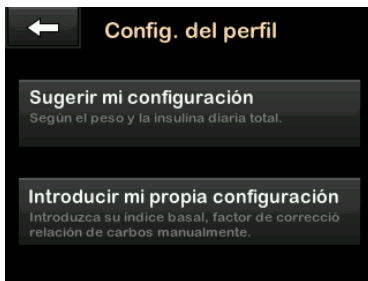 Config. del perfil
Sugerir mi configuración
Según el peso y la insulina diaria total.
Introducir mi propia configuración
Introduzca su índice basal, factor de correcció
relación de carbos manualmente.